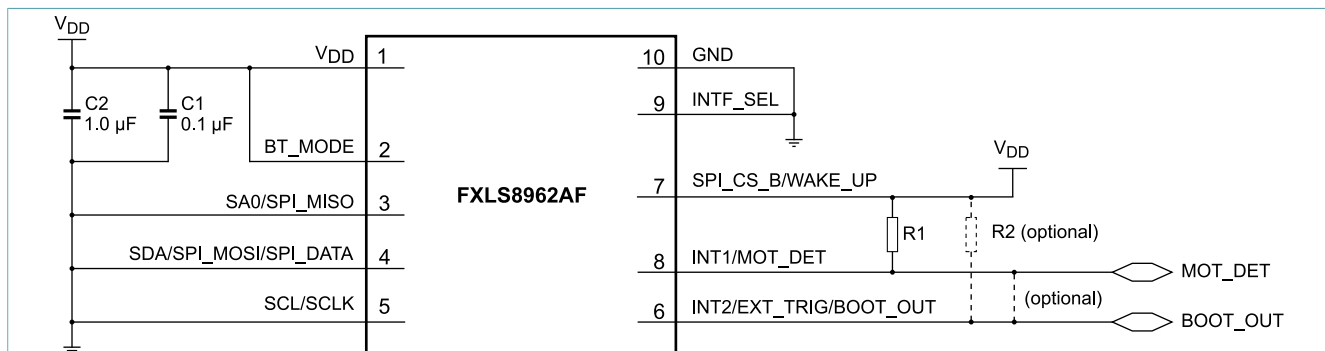 VDD
VDD
1
10
GND
C2
1.0 µF
C1
0.1 µF
9
INTF_SEL
BT_MODE
2
VDD
SPI_CS_B/WAKE_UP
7
FXLS8962AF
SA0/SPI_MISO
3
R1
R2 (optional)
SDA/SPI_MOSI/SPI_DATA
4
8
INT1/MOT_DET
MOT_DET
(optional)
SCL/SCLK
5
6
INT2/EXT_TRIG/BOOT_OUT
BOOT_OUT